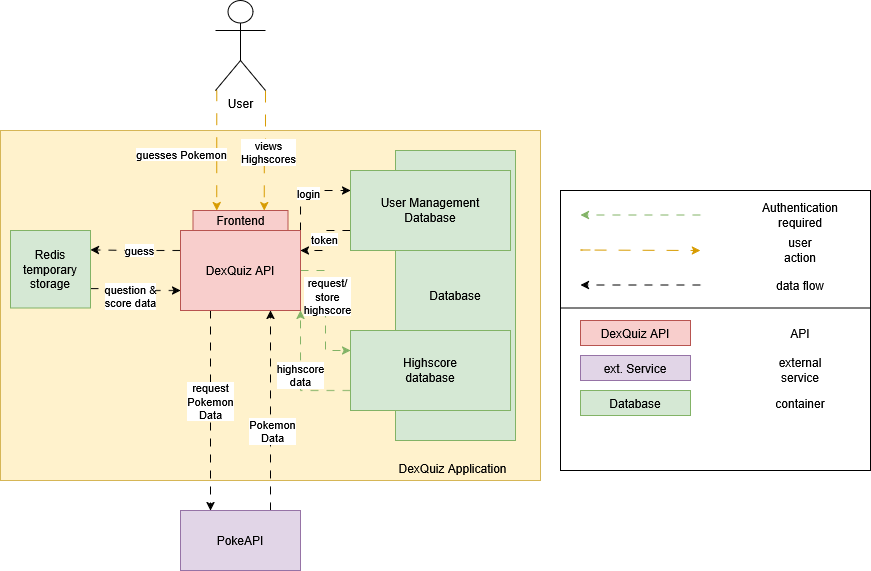 User
guesses Pokemon
views
Highscores
login
Frontend
User Management
Database
token
Redis
temporary
storage
guess
DexQuiz API
question &
score data
request/
store
highscore
Database
highscore
data
Highscore
database
request
Pokemon
Data
Pokemon
Data
DexQuiz Application
PokeAPI
Authentication
required
user
action
data flow
DexQuiz API
API
ext. Service
external
service
Database
container